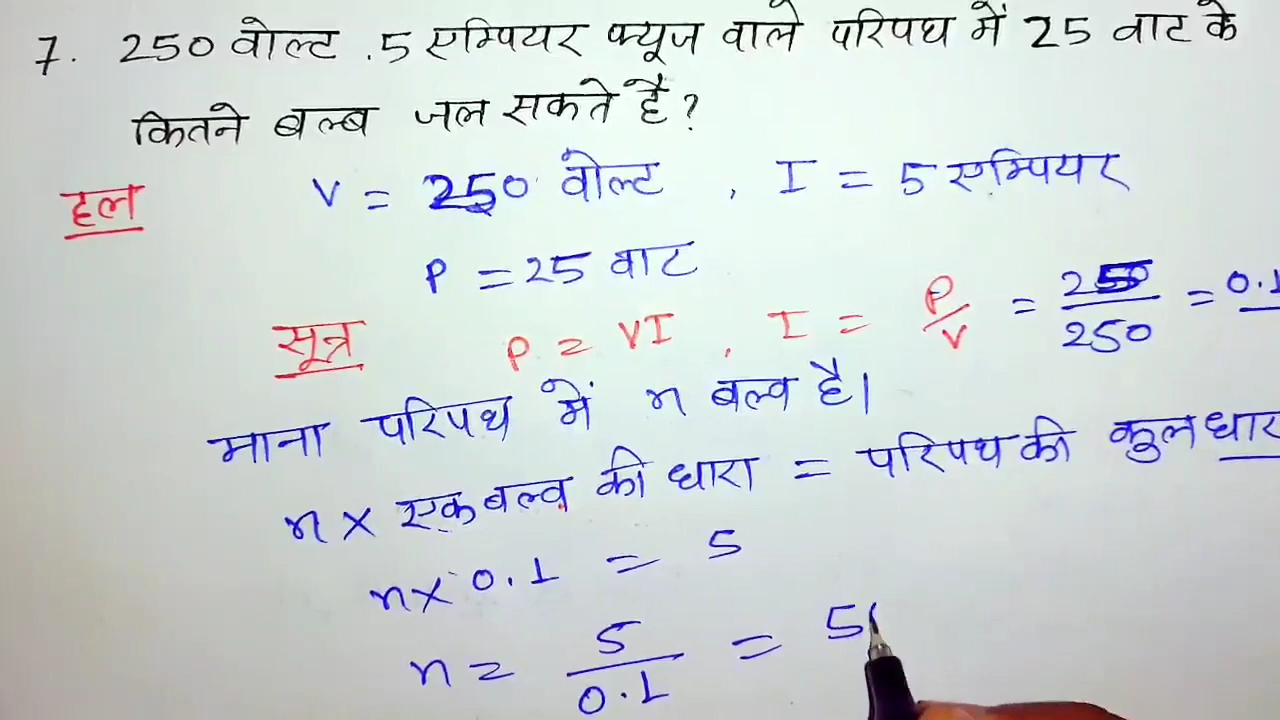 7. 250 वोल्ट .5 एम्पियर फ्यूज वाले परिपथ में 25 वाट के
कितने बल्ब जल सकते है ?
हल V = 250 वोल्ट , I = 5 एम्पियर
P = 25 वाट
सूत्र P = VI , I = P/V = 25/250 = 0.1
माना परिपथ में n बल्व है।
n × एक बल्व की धारा = परिपथ की कुल धार
n × 0.1 = 5
n = 5/0.1 = 5